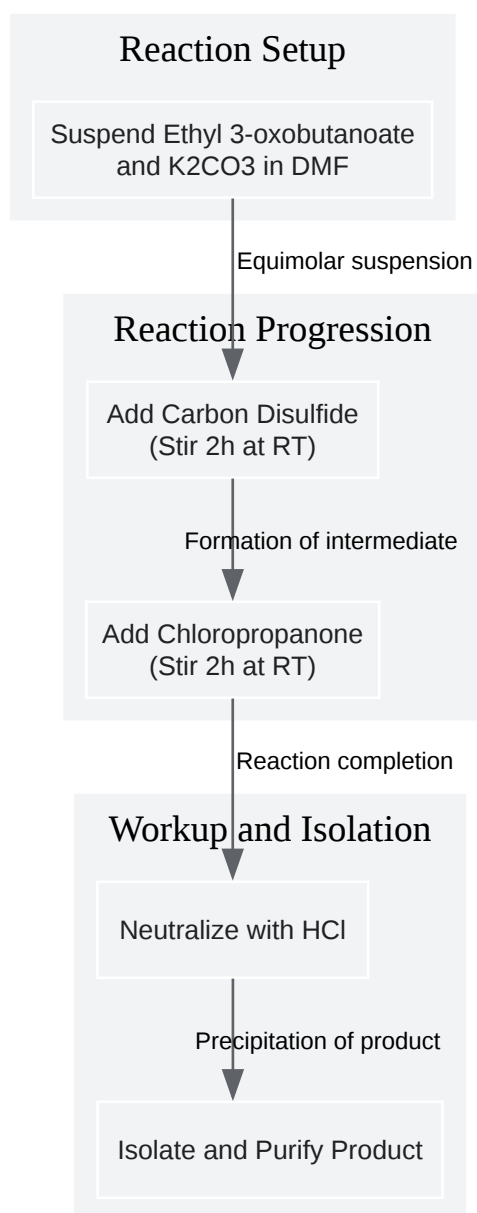 Reaction Setup
Suspend Ethyl 3-oxobutanoate
and K2CO3 in DMF
Equimolar suspension
Reaction Progression
Add Carbon Disulfide
(Stir 2h at RT)
Formation of intermediate
Add Chloropropanone
(Stir 2h at RT)
Reaction completion
Workup and Isolation
Neutralize with HCl
Precipitation of product
Isolate and Purify Product